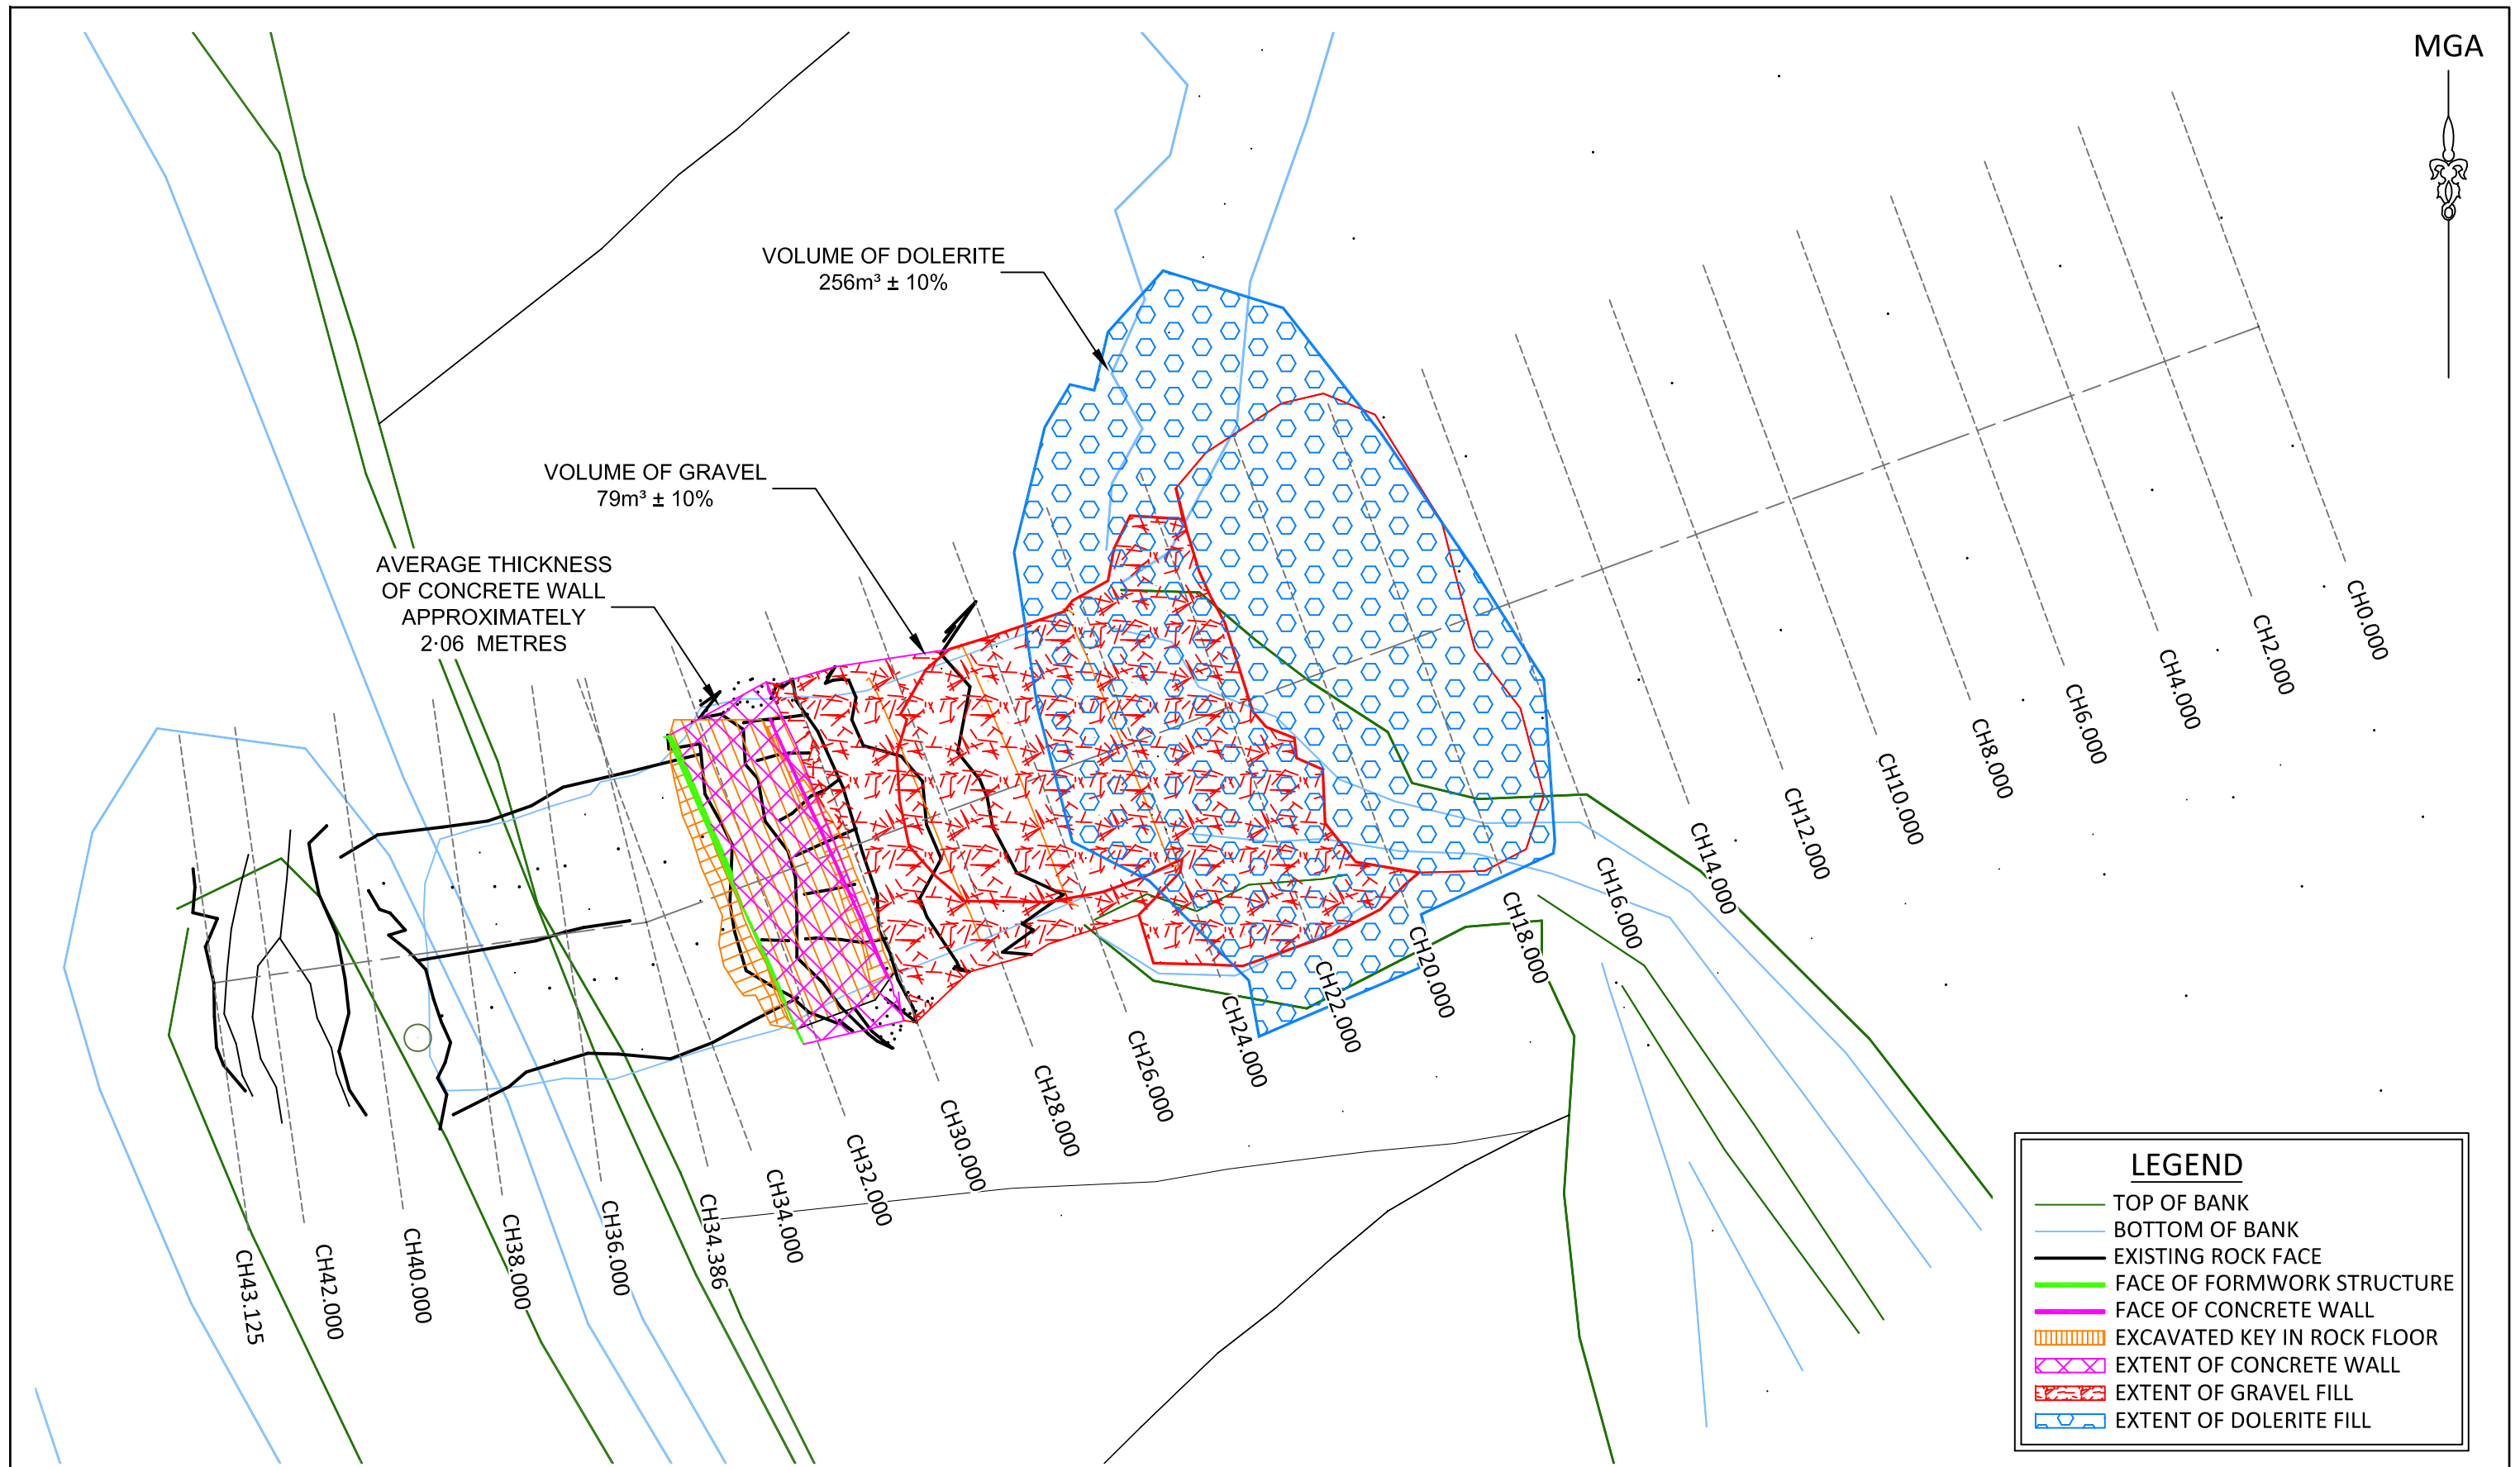 MGA
VOLUME OF DOLERITE
256m³ ± 10%
VOLUME OF GRAVEL
79m³ ± 10%
AVERAGE THICKNESS
OF CONCRETE WALL
APPROXIMATELY
2·06 METRES
CH0.000
CH2.000
CH4.000
CH6.000
CH8.000
CH10.000
CH12.000
CH14.000
CH16.000
CH18.000
CH20.000
CH22.000
CH24.000
CH26.000
CH28.000
CH30.000
CH32.000
CH34.000
CH34.386
CH36.000
CH38.000
CH40.000
CH42.000
CH43.125
LEGEND
TOP OF BANK
BOTTOM OF BANK
EXISTING ROCK FACE
FACE OF FORMWORK STRUCTURE
FACE OF CONCRETE WALL
EXCAVATED KEY IN ROCK FLOOR
EXTENT OF CONCRETE WALL
EXTENT OF GRAVEL FILL
EXTENT OF DOLERITE FILL